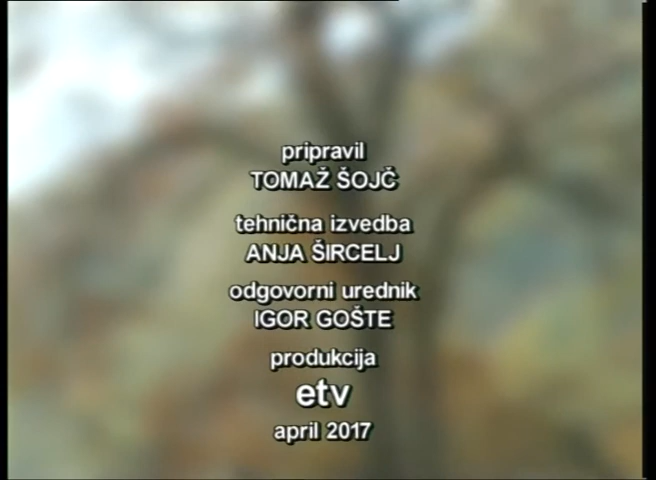 pripravil
TOMAŽ ŠOJČ
tehnična izvedba
ANJA ŠIRCELJ
odgovorni urednik
IGOR GOŠTE
produkcija
etv
april 2017